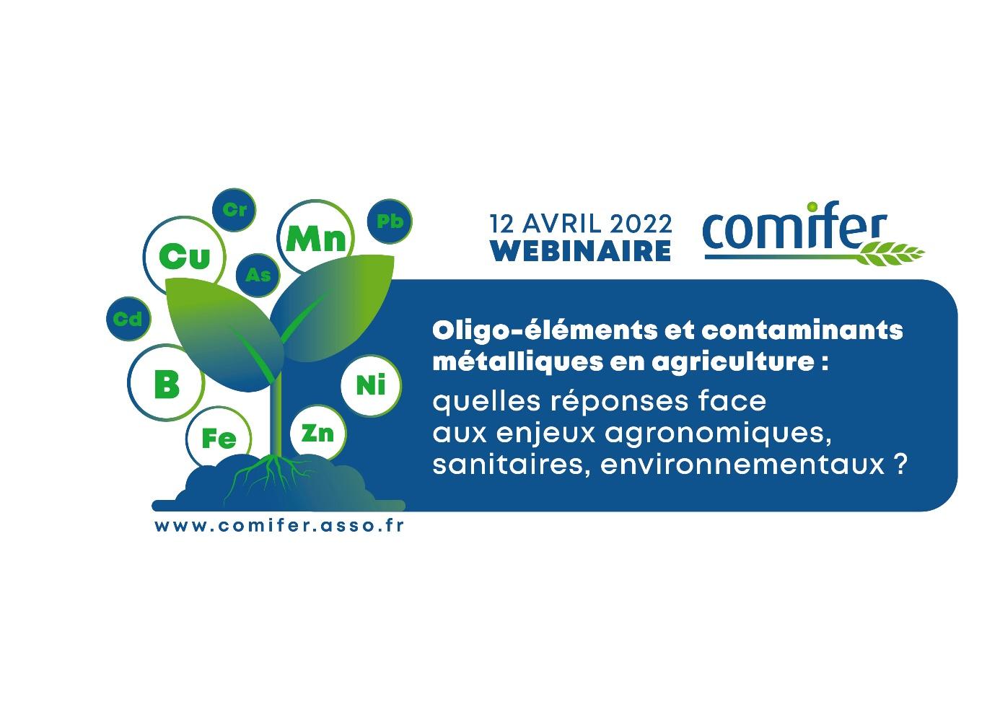 Cr
Pb
Mn
Cu
As
Cd
B
Ni
Fe
Zn
www.comifer.asso.fr
12 AVRIL 2022
WEBINAIRE
comifer
Oligo-éléments et contaminants
métalliques en agriculture :
quelles réponses face
aux enjeux agronomiques,
sanitaires, environnementaux ?